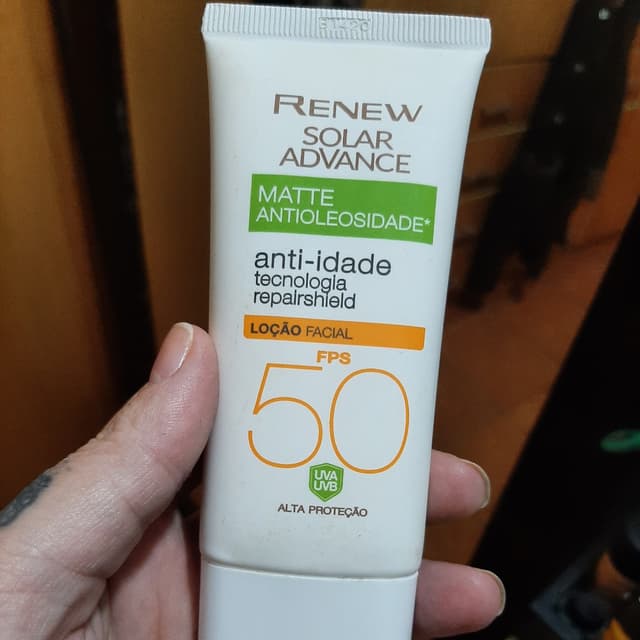 RENEW
SOLAR
ADVANCE
MATTE
ANTIOLEOSIDADE*
anti-idade
tecnologia
repairshield
LOÇÃO FACIAL
FPS
50
UVA
UVB
ALTA PROTEÇÃO